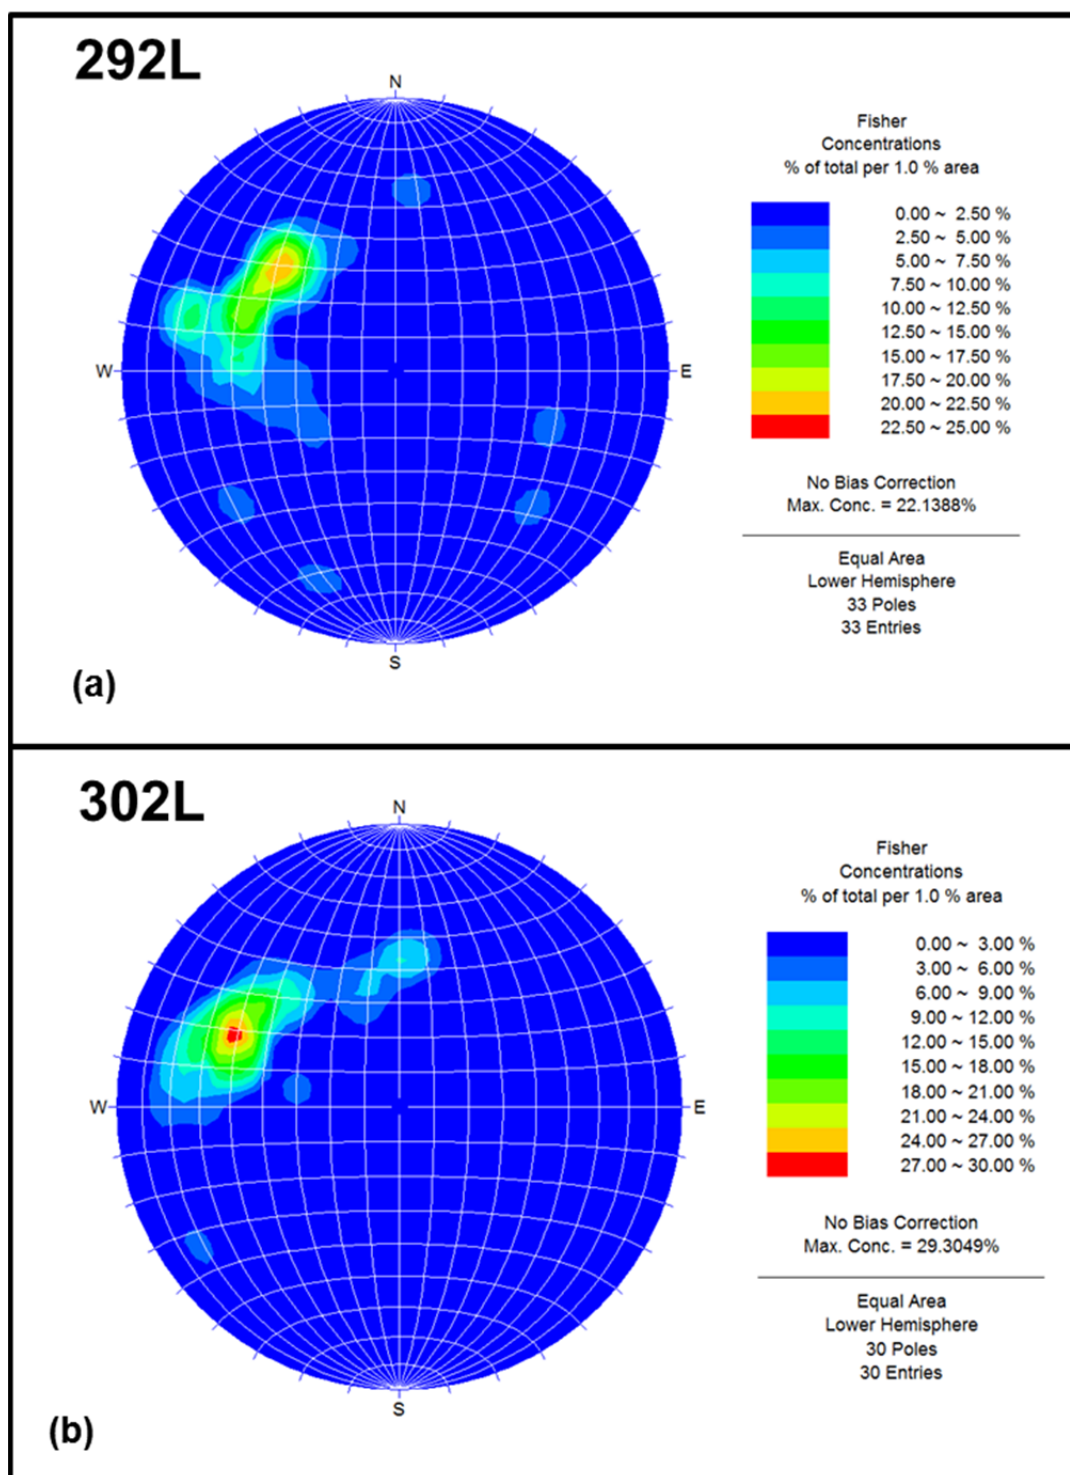 292L
N
W
E
S
Fisher
Concentrations
% of total per 1.0 % area
0.00 ~ 2.50 %
2.50 ~ 5.00 %
5.00 ~ 7.50 %
7.50 ~ 10.00 %
10.00 ~ 12.50 %
12.50 ~ 15.00 %
15.00 ~ 17.50 %
17.50 ~ 20.00 %
20.00 ~ 22.50 %
22.50 ~ 25.00 %
No Bias Correction
Max. Conc. = 22.1388%
Equal Area
Lower Hemisphere
33 Poles
33 Entries
(a)
302L
N
W
E
S
Fisher
Concentrations
% of total per 1.0 % area
0.00 ~ 3.00 %
3.00 ~ 6.00 %
6.00 ~ 9.00 %
9.00 ~ 12.00 %
12.00 ~ 15.00 %
15.00 ~ 18.00 %
18.00 ~ 21.00 %
21.00 ~ 24.00 %
24.00 ~ 27.00 %
27.00 ~ 30.00 %
No Bias Correction
Max. Conc. = 29.3049%
Equal Area
Lower Hemisphere
30 Poles
30 Entries
(b)